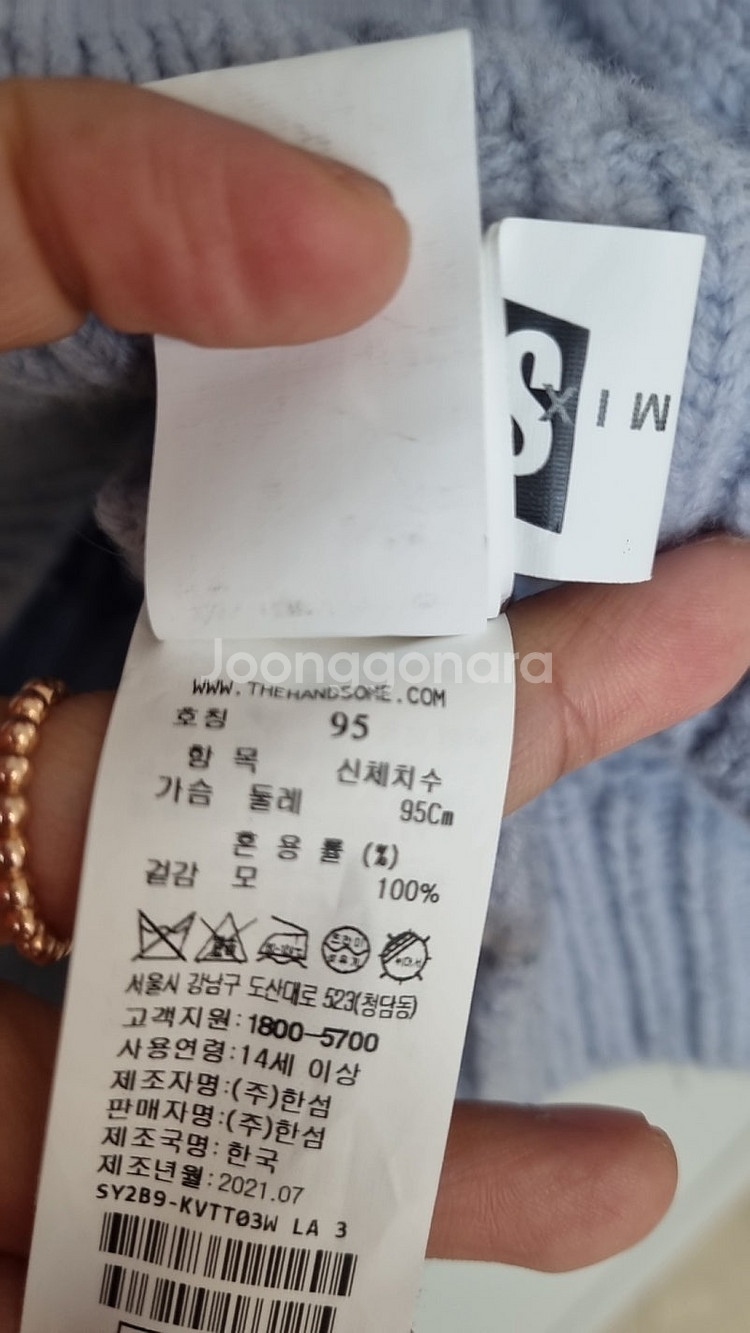 S
X I M
Joonggonara
WWW.THEHANDSOME.COM
호칭 95
항 목 신체치수
가슴 둘레 95Cm
혼 용 률 (%)
겉감 모 100%
서울시 강남구 도산대로 523(청담동)
고객지원:1800-5700
사용연령:14세 이상
제조자명:(주)한섬
판매자명:(주)한섬
제조국명:한국
제조년월:2021.07
SY2B9-KVTT03W LA 3